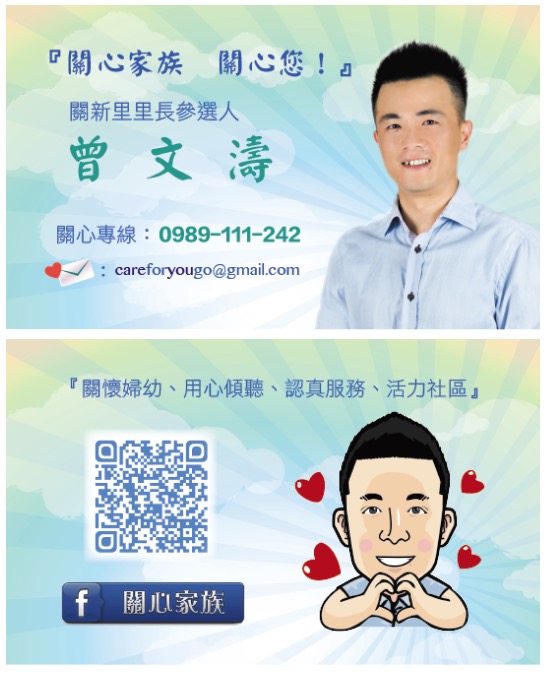 『關心家族 關心您！』
關新里里長參選人
曾文濤
關心專線：0989-111-242
：careforyougo@gmail.com
『關懷婦幼、用心傾聽、認真服務、活力社區』
f 關心家族